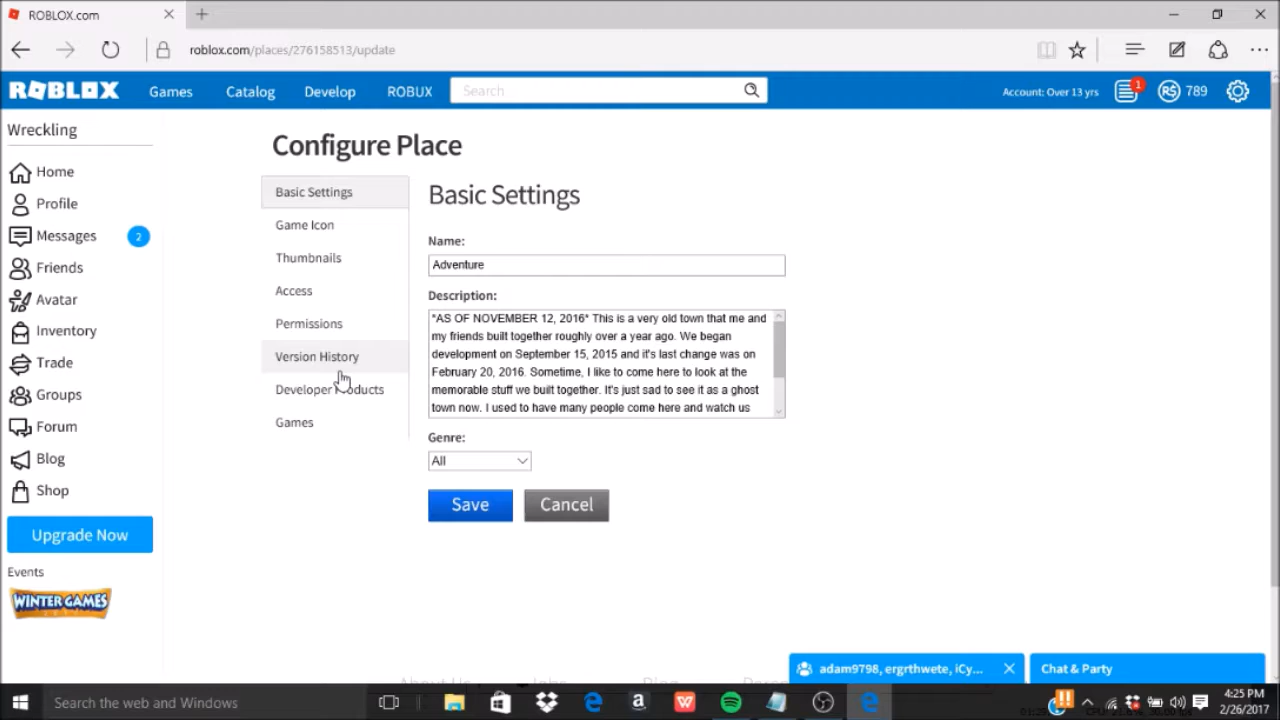 ROBLOX.com
roblox.com/places/276158513/update
ROBLOX Games Catalog Develop ROBUX Search Account: Over 13 yrs 1 R$ 789
Wreckling
Home
Profile
Messages 2
Friends
Avatar
Inventory
Trade
Groups
Forum
Blog
Shop
Upgrade Now
Events
WINTER GAMES
Configure Place
Basic Settings
Game Icon
Thumbnails
Access
Permissions
Version History
Developer Products
Games
Basic Settings
Name:
Adventure
Description:
*AS OF NOVEMBER 12, 2016* This is a very old town that me and
my friends built together roughly over a year ago. We began
development on September 15, 2015 and it's last change was on
February 20, 2016. Sometime, I like to come here to look at the
memorable stuff we built together. It's just sad to see it as a ghost
town now. I used to have many people come here and watch us
Genre:
All
Save Cancel
About Us Jobs Blog
adam9798, ergrthwete, iCy... Chat & Party
Search the web and Windows
4:25 PM
2/26/2017